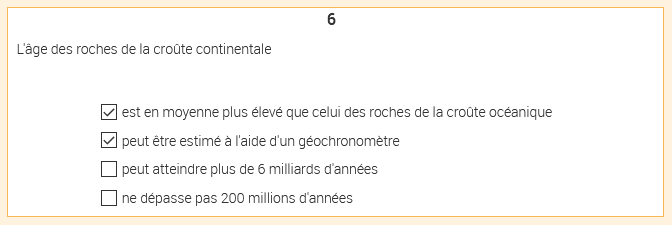 6
L'âge des roches de la croûte continentale
est en moyenne plus élevé que celui des roches de la croûte océanique
peut être estimé à l'aide d'un géochronomètre
peut atteindre plus de 6 milliards d'années
ne dépasse pas 200 millions d'années